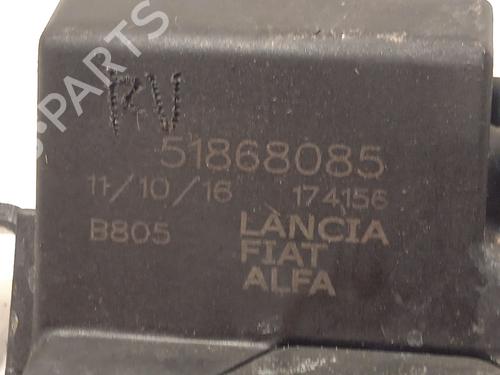 B-PARTS
RV
51868085
11/10/16 174156
B805 LANCIA
FIAT
ALFA